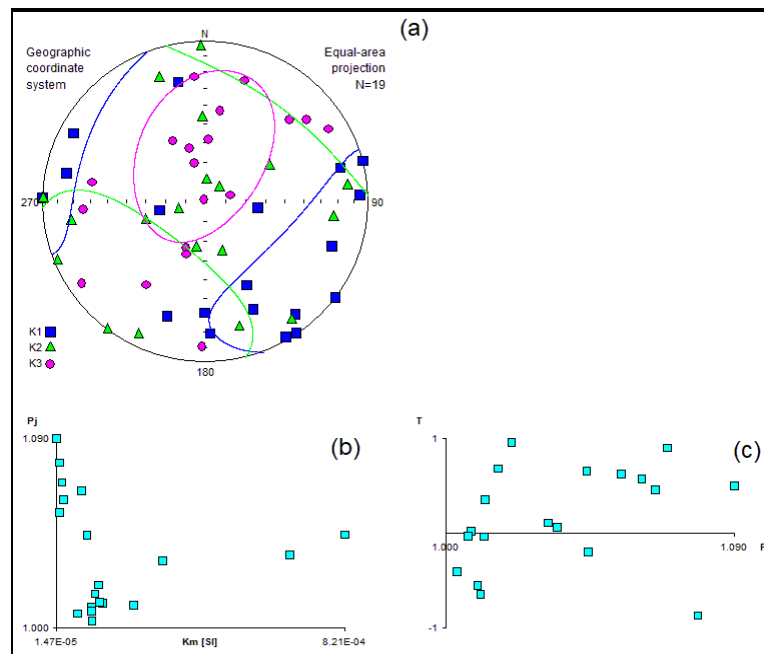 (a)
N
Geographic
coordinate
system
Equal-area
projection
N=19
270
90
K1
K2
K3
180
Pj
(b)
1.090
1.000
1.47E-05
Km [SI]
8.21E-04
T
(c)
1
1.000
1.090
P
-1